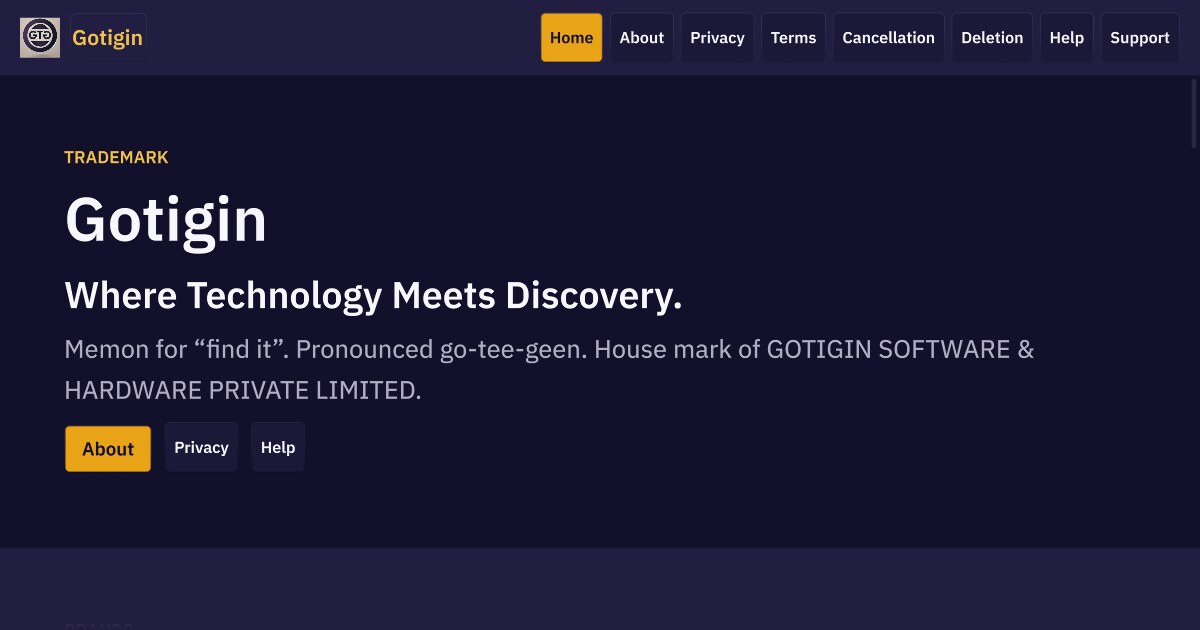 GTG
Gotigin
Home
About
Privacy
Terms
Cancellation
Deletion
Help
Support
TRADEMARK
Gotigin
Where Technology Meets Discovery.
Memon for “find it”. Pronounced go-tee-geen. House mark of GOTIGIN SOFTWARE &
HARDWARE PRIVATE LIMITED.
About
Privacy
Help
BRANDS